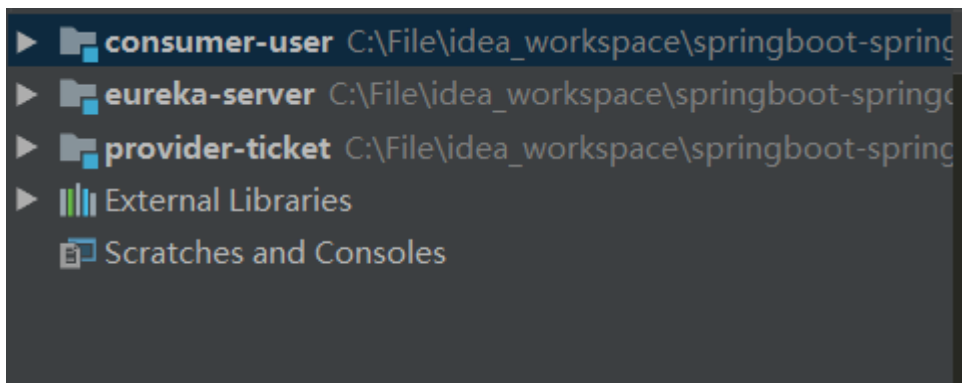 consumer-user C:\File\idea_workspace\springboot-spring
eureka-server C:\File\idea_workspace\springboot-springc
provider-ticket C:\File\idea_workspace\springboot-spring
External Libraries
Scratches and Consoles